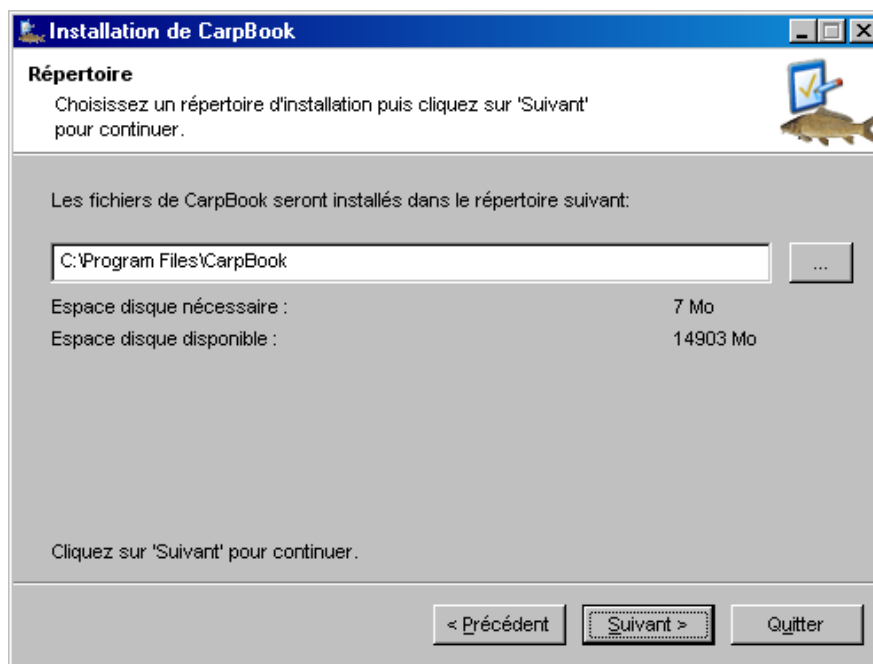 Installation de CarpBook
Répertoire
Choisissez un répertoire d'installation puis cliquez sur 'Suivant'
pour continuer.
Les fichiers de CarpBook seront installés dans le répertoire suivant:
C:\Program Files\CarpBook
...
Espace disque nécessaire : 7 Mo
Espace disque disponible : 14903 Mo
Cliquez sur 'Suivant' pour continuer.
< Précédent Suivant > Quitter